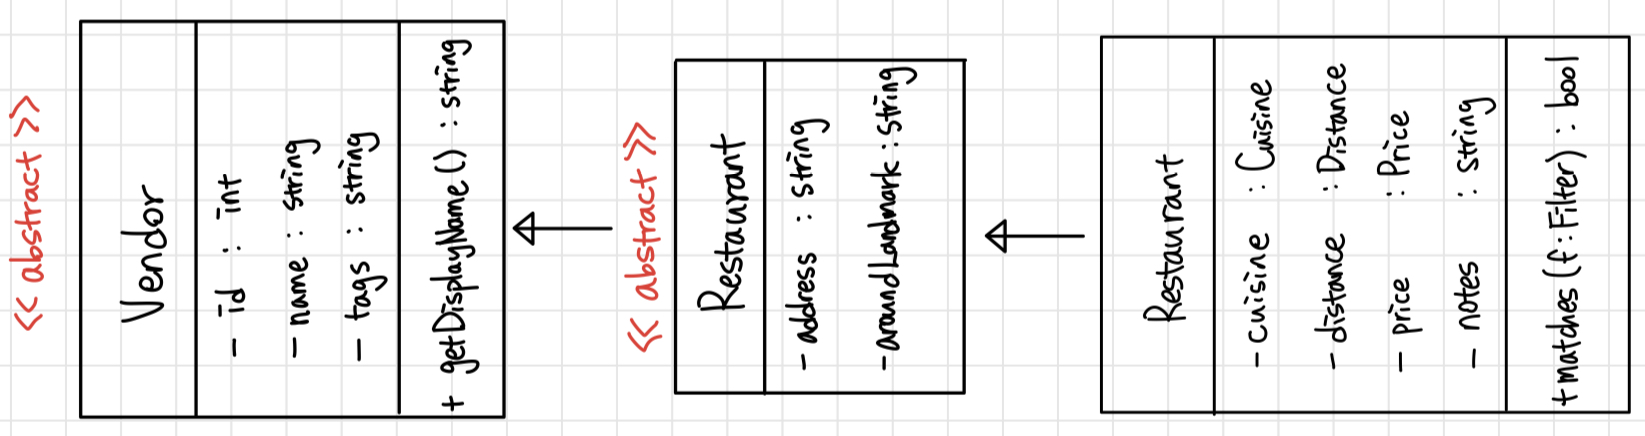 << abstract >>
Vendor
- id : int
- name : string
- tags : string
+ getDisplayName() : string
<< abstract >>
Restaurant
- address : string
- aroundLandmark : string
Restaurant
- cuisine : Cuisine
- distance : Distance
- price : Price
- notes : string
+ matches (f : Filter) : bool